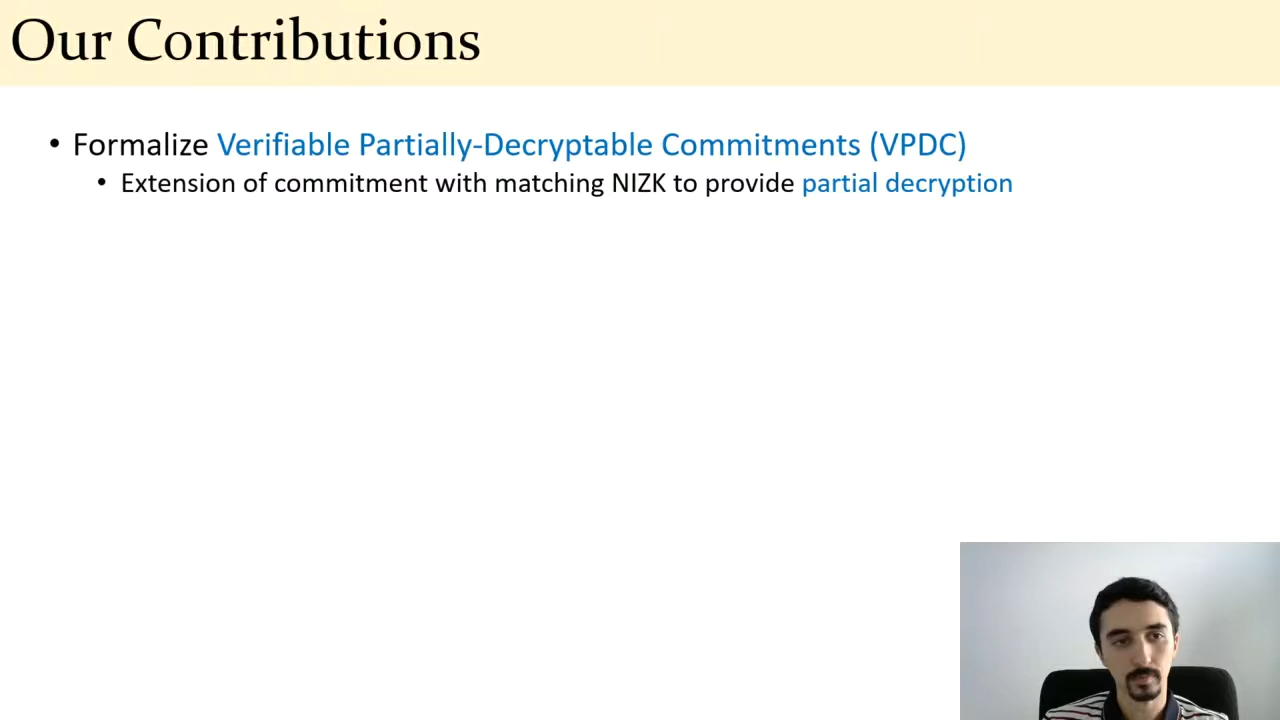 Our Contributions
• Formalize Verifiable Partially-Decryptable Commitments (VPDC)
• Extension of commitment with matching NIZK to provide partial decryption